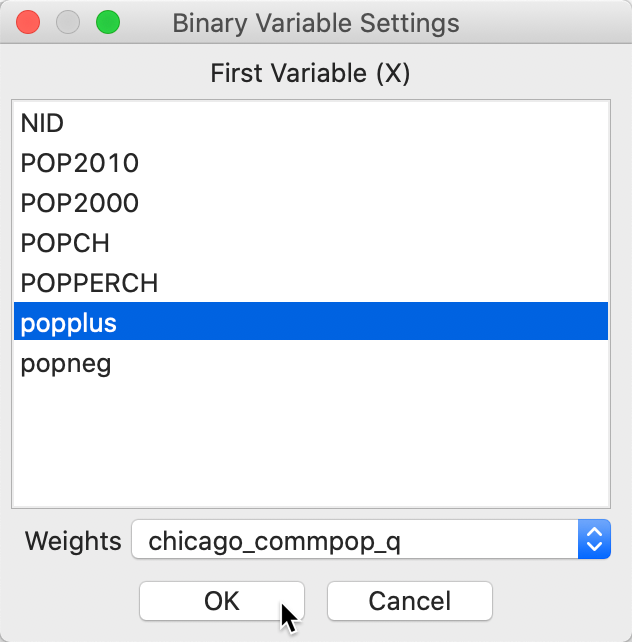 Binary Variable Settings
First Variable (X)
NID
POP2010
POP2000
POPCH
POPPERCH
popplus
popneg
Weights chicago_commpop_q
OK Cancel